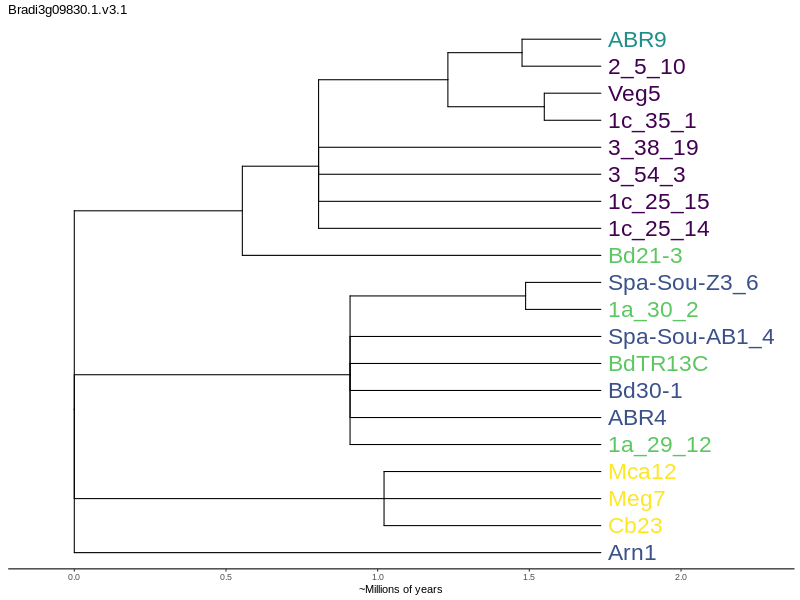 Bradi3g09830.1.v3.1
ABR9
2_5_10
Veg5
1c_35_1
3_38_19
3_54_3
1c_25_15
1c_25_14
Bd21-3
Spa-Sou-Z3_6
1a_30_2
Spa-Sou-AB1_4
BdTR13C
Bd30-1
ABR4
1a_29_12
Mca12
Meg7
Cb23
Arn1
0.0 0.5 1.0 1.5 2.0
~Millions of years